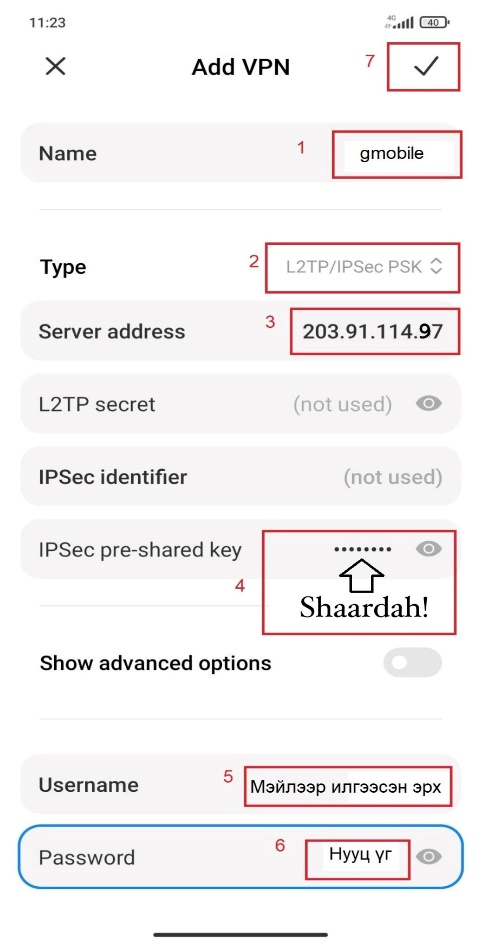 11:23
4G
40
Add VPN
7
Name
1
gmobile
Type
2
L2TP/IPSec PSK
Server address
3
203.91.114.97
L2TP secret
(not used)
IPSec identifier
(not used)
IPSec pre-shared key
••••••••
4
Shaardah!
Show advanced options
Username
5
Мэйлээр илгээсэн эрх
Password
6
Нууц үг